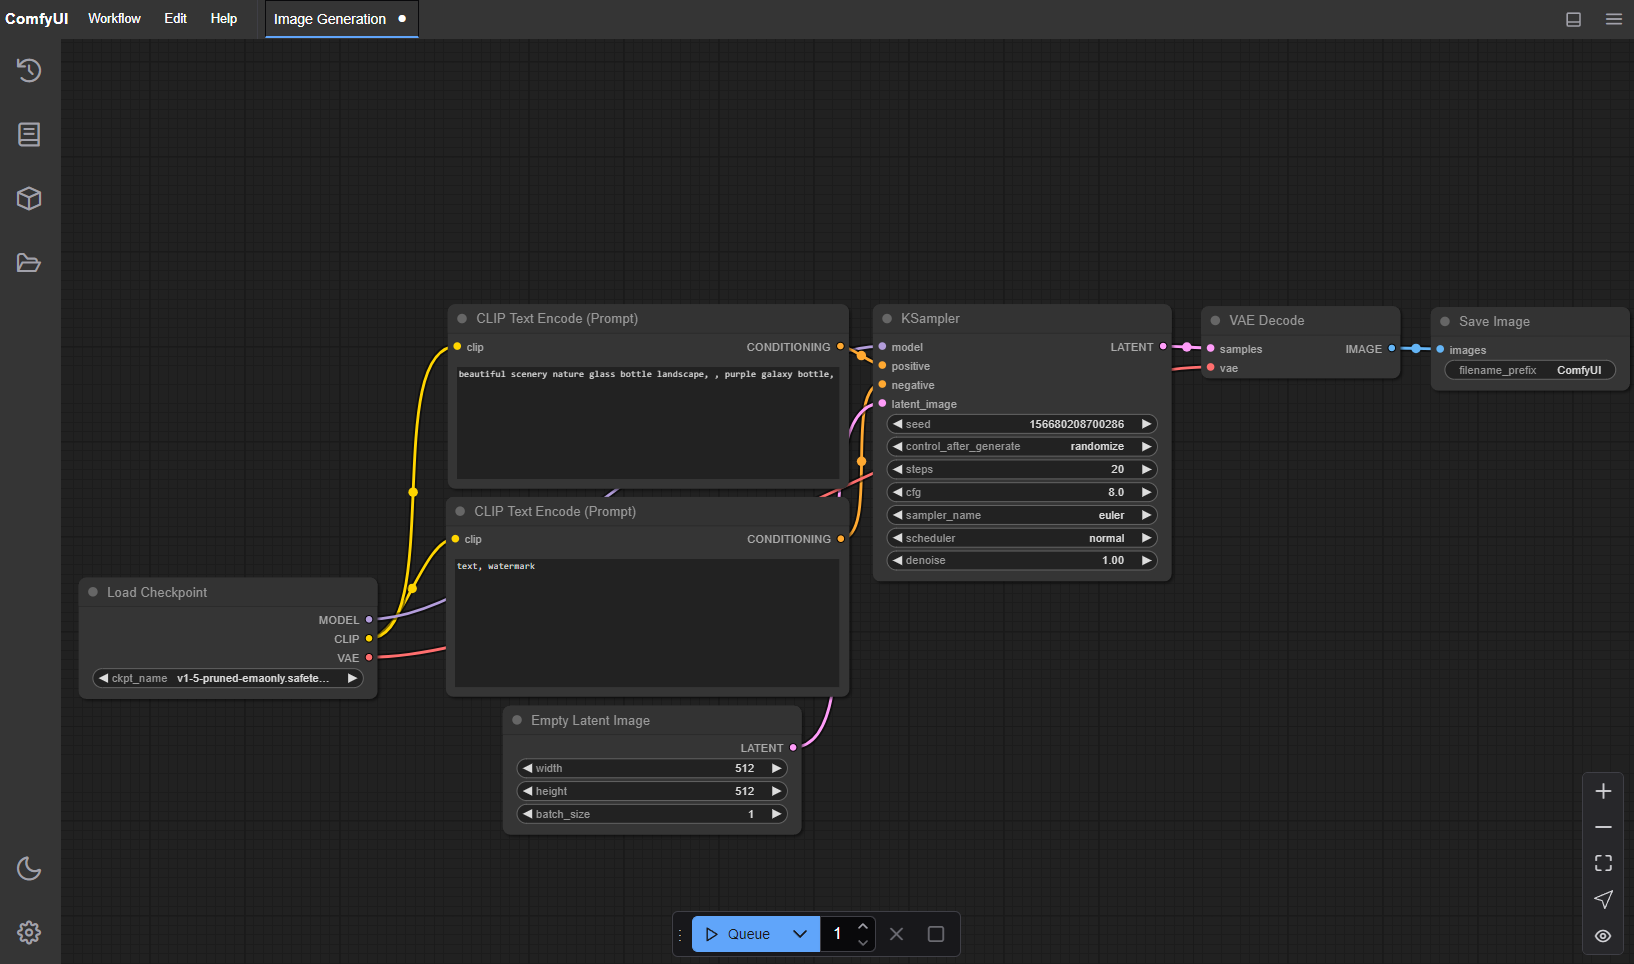 ComfyUI Workflow Edit Help Image Generation
CLIP Text Encode (Prompt)
clip CONDITIONING
beautiful scenery nature glass bottle landscape, , purple galaxy bottle,
CLIP Text Encode (Prompt)
clip CONDITIONING
text, watermark
Load Checkpoint
MODEL
CLIP
VAE
ckpt_name v1-5-pruned-emaonly.safete...
Empty Latent Image
LATENT
width 512
height 512
batch_size 1
KSampler
model LATENT
positive
negative
latent_image
seed 156680208700286
control_after_generate randomize
steps 20
cfg 8.0
sampler_name euler
scheduler normal
denoise 1.00
VAE Decode
samples IMAGE
vae
Save Image
images
filename_prefix ComfyUI
Queue 1